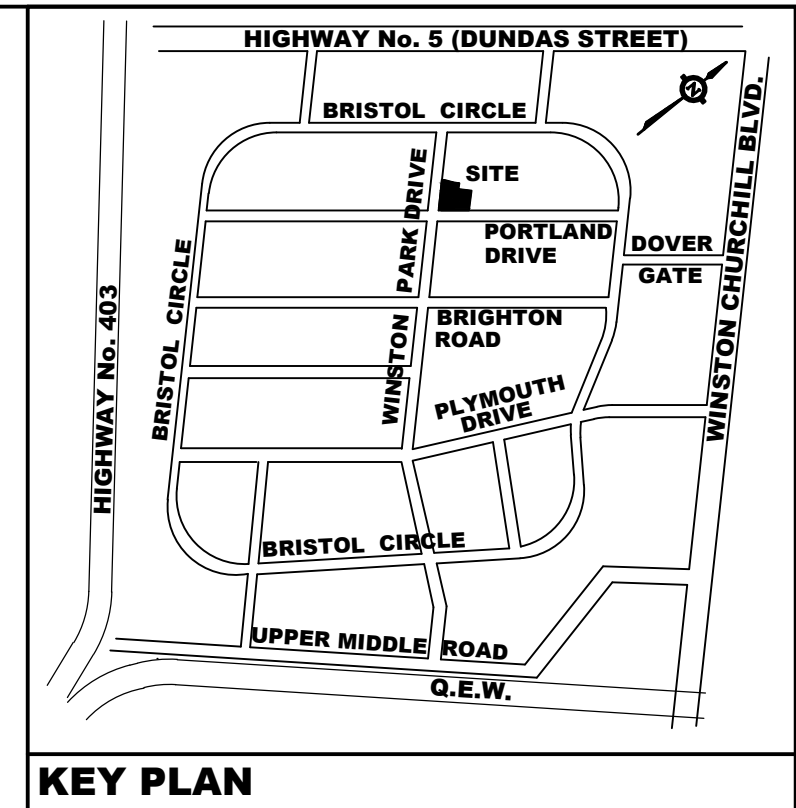 HIGHWAY No. 5 (DUNDAS STREET)
N
BRISTOL CIRCLE
SITE
WINSTON PARK DRIVE
PORTLAND
DRIVE
DOVER
GATE
WINSTON CHURCHILL BLVD.
BRISTOL CIRCLE
HIGHWAY No. 403
BRIGHTON
ROAD
PLYMOUTH
DRIVE
BRISTOL CIRCLE
UPPER MIDDLE ROAD
Q.E.W.
KEY PLAN